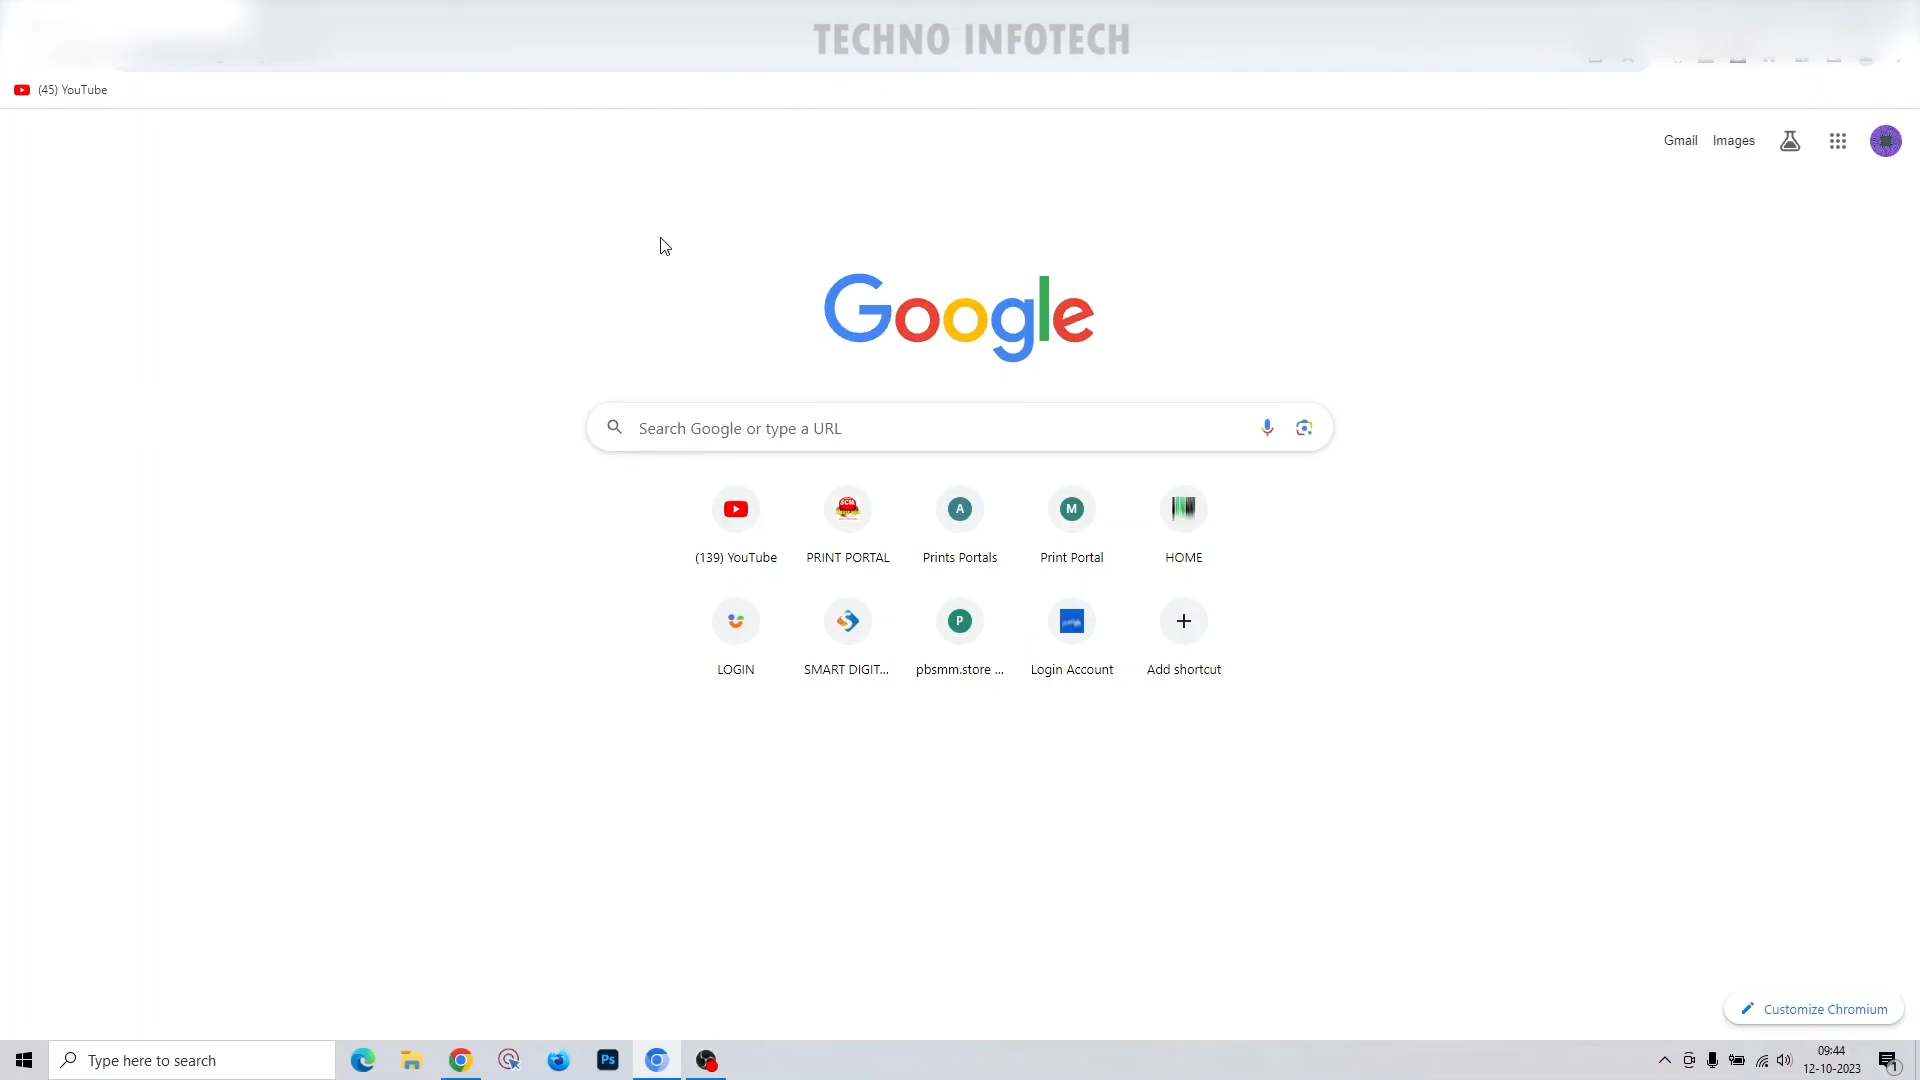 TECHNO INFOTECH
(45) YouTube
Gmail Images
Google
Search Google or type a URL
A M
(139) YouTube PRINT PORTAL Prints Portals Print Portal HOME
P
LOGIN SMART DIGIT... pbsmm.store ... Login Account Add shortcut
Customize Chromium
Type here to search
Ps
09:44
12-10-2023
1